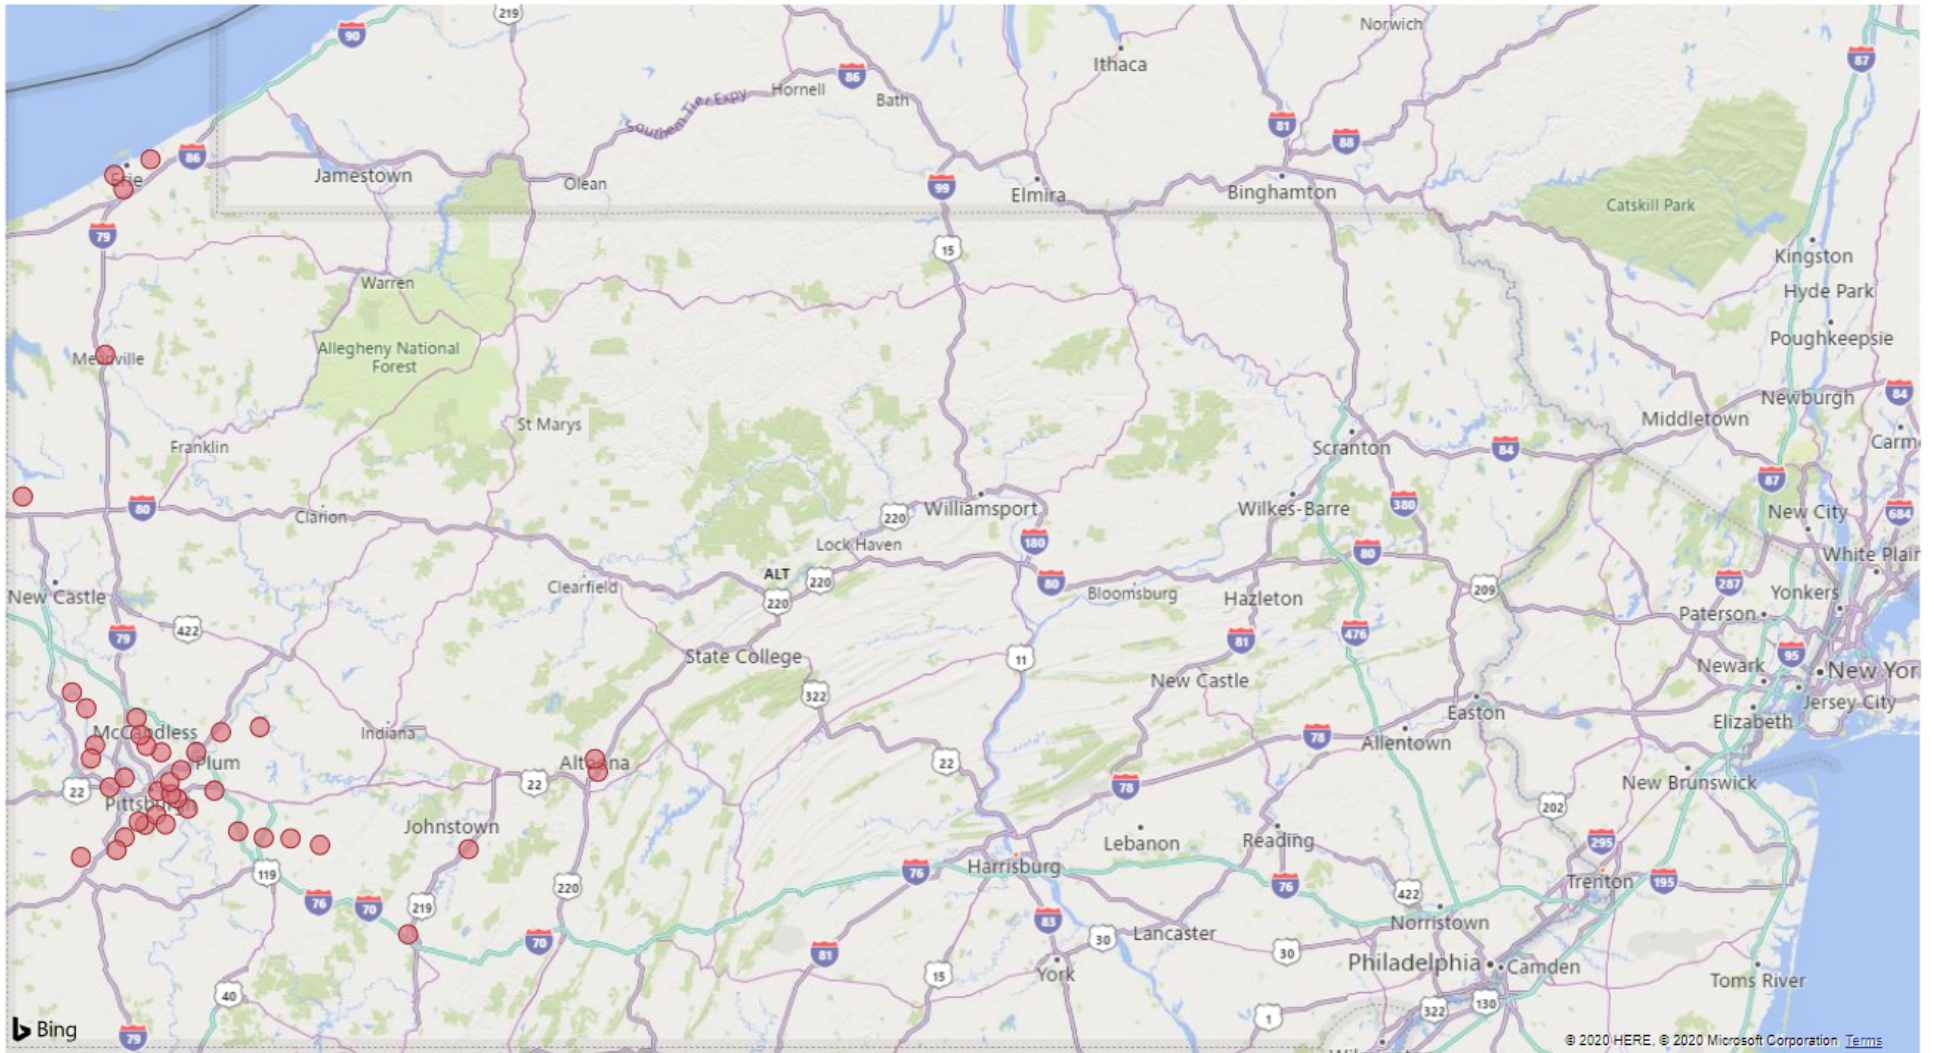 219
90
Norwich
87
Ithaca
86
Hornell
Bath
Southern Tier Expy
81
88
Erie
86
Jamestown
Olean
99
Elmira
Binghamton
Catskill Park
79
15
Kingston
Warren
Hyde Park
Poughkeepsie
Meadville
Allegheny National
Forest
84
Newburgh
Middletown
St Marys
Carm
Franklin
Scranton
84
87
80
Clarion
220
Williamsport
Wilkes-Barre
380
New City
684
Lock Haven
180
80
White Plain
New Castle
Clearfield
ALT
220
220
80
Bloomsburg
Hazleton
209
287
Yonkers
Paterson
422
79
81
476
State College
11
95
Newark
New Yor
322
New Castle
Jersey City
Easton
Elizabeth
McCandless
Indiana
78
Allentown
Plum
Altoona
22
22
22
78
New Brunswick
Pittsburgh
202
Johnstown
Lebanon
Reading
295
119
Harrisburg
76
220
76
422
Trenton
195
76
70
219
83
Norristown
70
30
Lancaster
30
81
15
York
Philadelphia
Camden
Toms River
40
322
130
1
79
Bing
© 2020 HERE, © 2020 Microsoft Corporation Terms